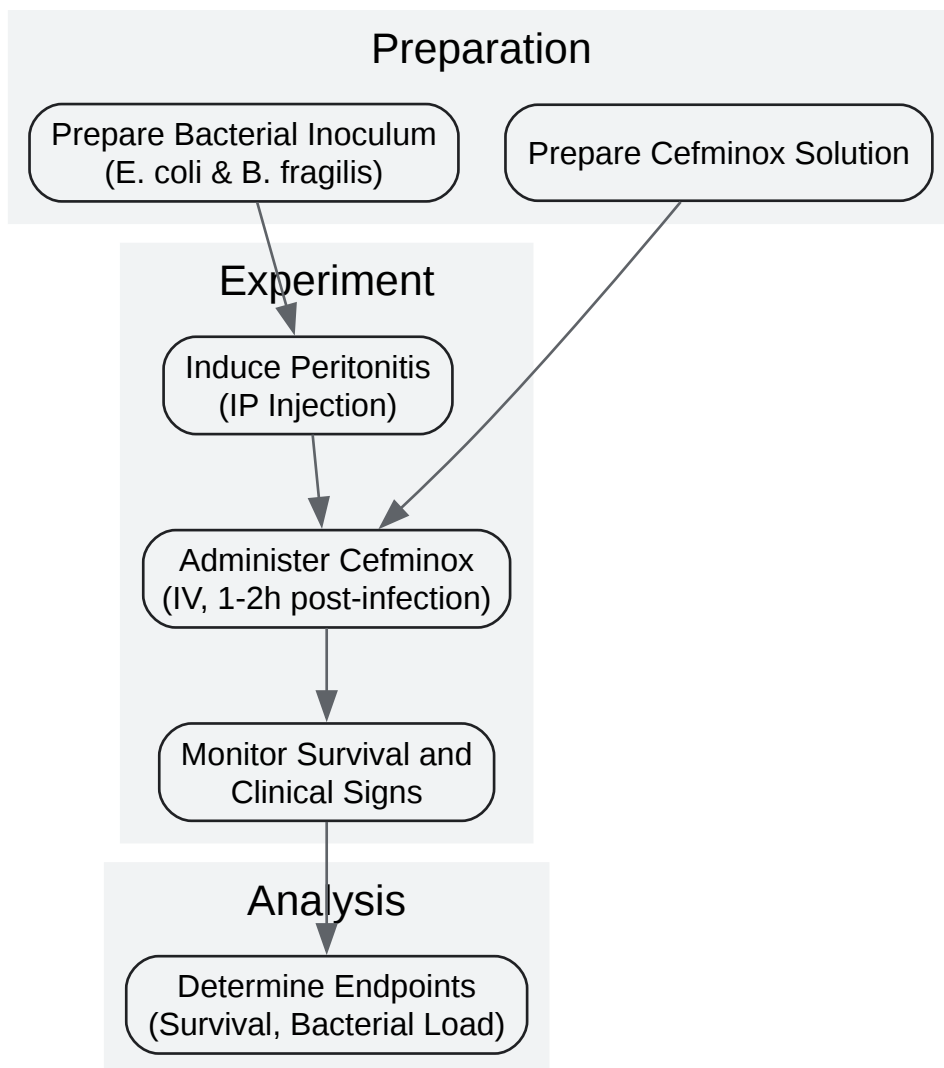 Preparation
Prepare Bacterial Inoculum
(E. coli & B. fragilis)
Prepare Cefminox Solution
Experiment
Induce Peritonitis
(IP Injection)
Administer Cefminox
(IV, 1-2h post-infection)
Monitor Survival and
Clinical Signs
Analysis
Determine Endpoints
(Survival, Bacterial Load)